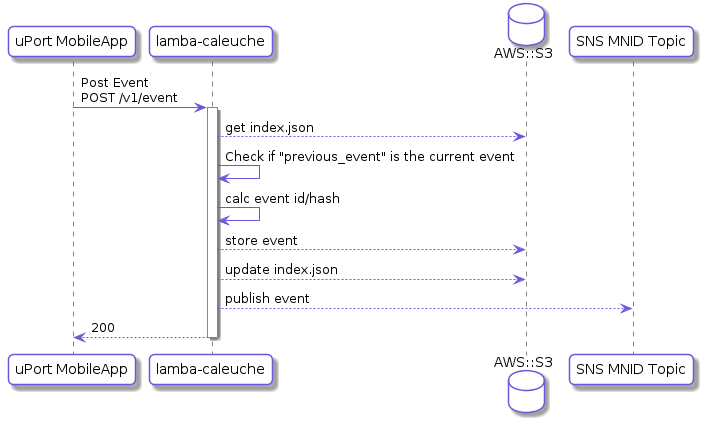 uPort MobileApp
lamba-caleuche
AWS::S3
SNS MNID Topic
Post Event
POST /v1/event
get index.json
Check if "previous_event" is the current event
calc event id/hash
store event
update index.json
publish event
200
uPort MobileApp
lamba-caleuche
AWS::S3
SNS MNID Topic